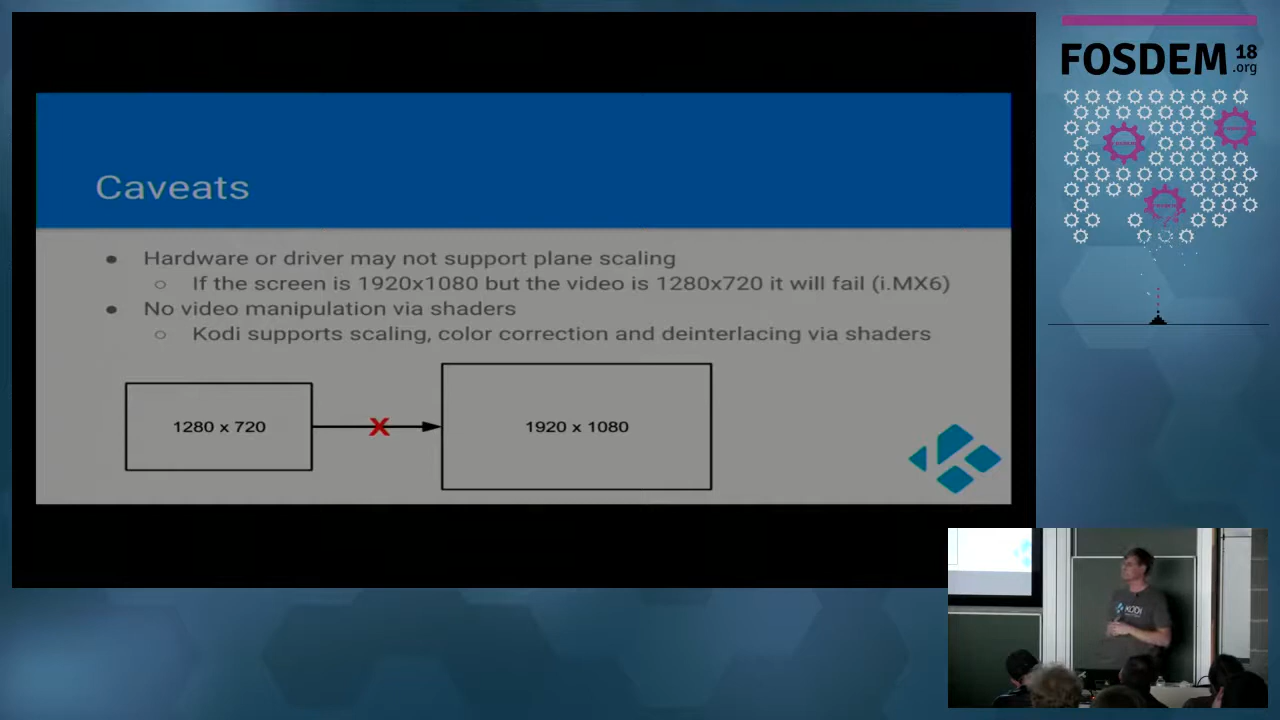 Caveats
● Hardware or driver may not support plane scaling
○ If the screen is 1920x1080 but the video is 1280x720 it will fail (i.MX6)
● No video manipulation via shaders
○ Kodi supports scaling, color correction and deinterlacing via shaders
1280 x 720
X
1920 x 1080
FOSDEM 18
.org
KODI